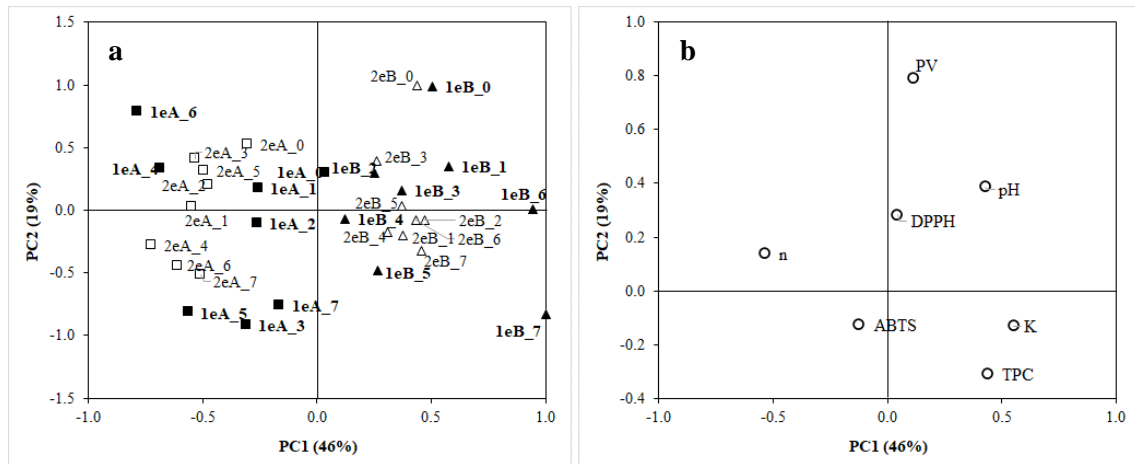 a
PC2 (19%)
1.5
1.0
0.5
0.0
-0.5
-1.0
-1.5
2eB_0
1eB_0
1eA_6
2eA_0
2eA_3
1eA_4
2eA_5
2eA_2
1eA_1
2eA_1
1eA_0
1eB_2
2eB_3
1eB_1
1eB_3
1eB_6
1eA_2
2eB_5
1eB_4
2eB_2
2eB_4
2eB_1
2eB_6
2eB_7
2eA_4
2eA_6
2eA_7
1eB_5
1eA_5
1eA_3
1eA_7
1eB_7
-1.0
-0.5
0.0
0.5
1.0
PC1 (46%)
b
PC2 (19%)
1.0
0.8
0.6
0.4
0.2
0.0
-0.2
-0.4
PV
pH
DPPH
n
ABTS
K
TPC
-1.0
-0.5
0.0
0.5
1.0
PC1 (46%)